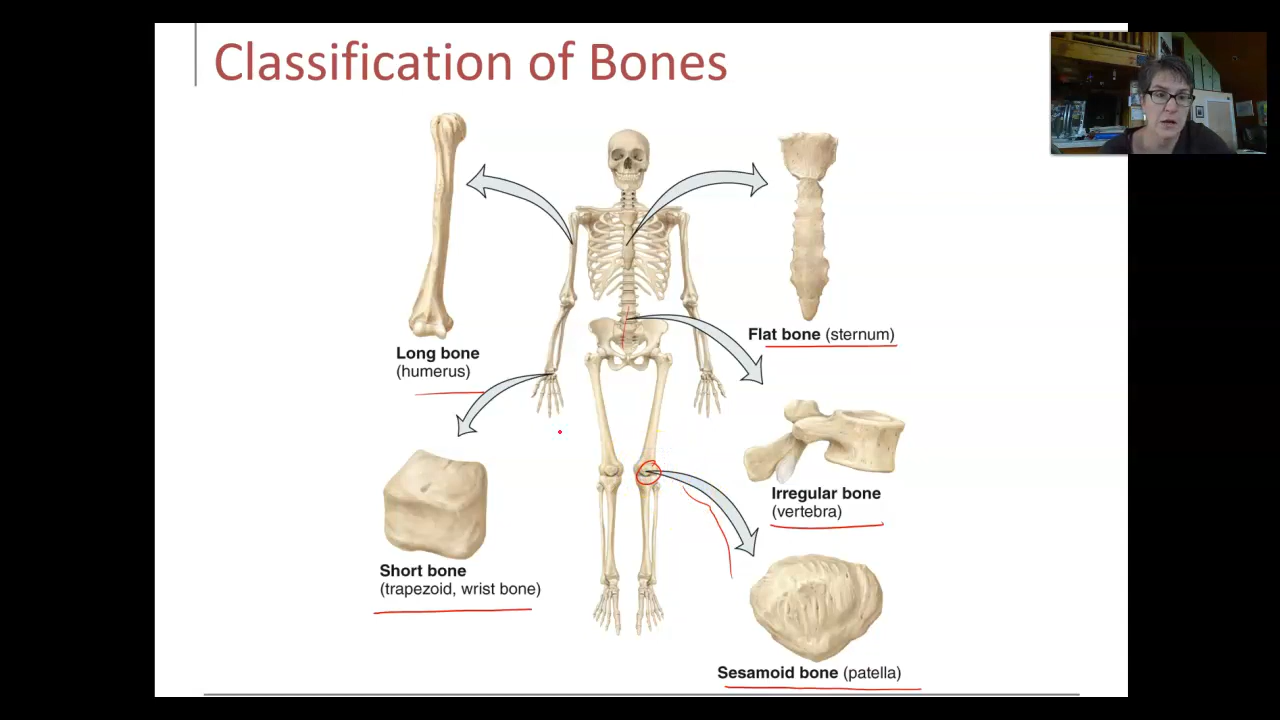 Classification of Bones
Long bone
(humerus)
Flat bone (sternum)
Irregular bone
(vertebra)
Short bone
(trapezoid, wrist bone)
Sesamoid bone (patella)